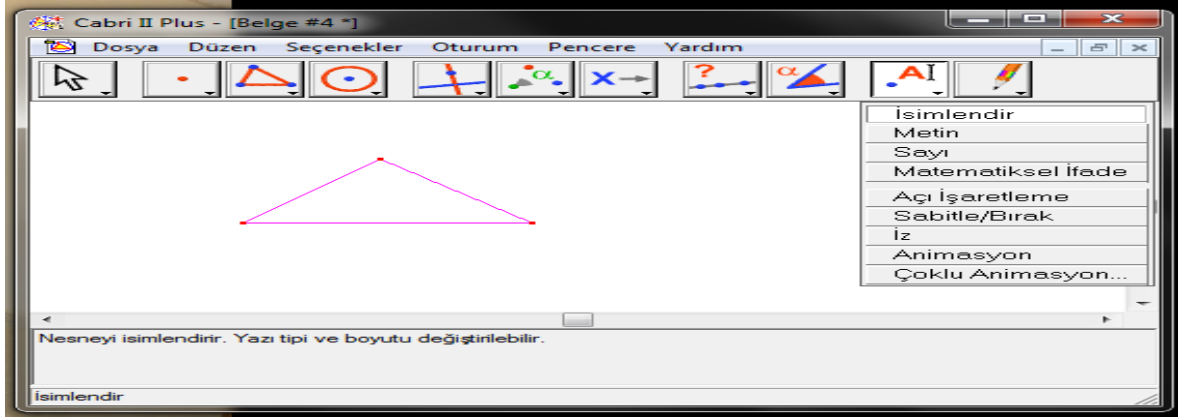 Cabri II Plus - [Belge #4 *]
Dosya Düzen Seçenekler Oturum Pencere Yardım
? α α A
İsimlendir
Metin
Sayı
Matematiksel İfade
Açı İşaretleme
Sabitle/Bırak
İz
Animasyon
Çoklu Animasyon...
Nesneyi isimlendirir. Yazı tipi ve boyutu değiştirilebilir.
İsimlendir